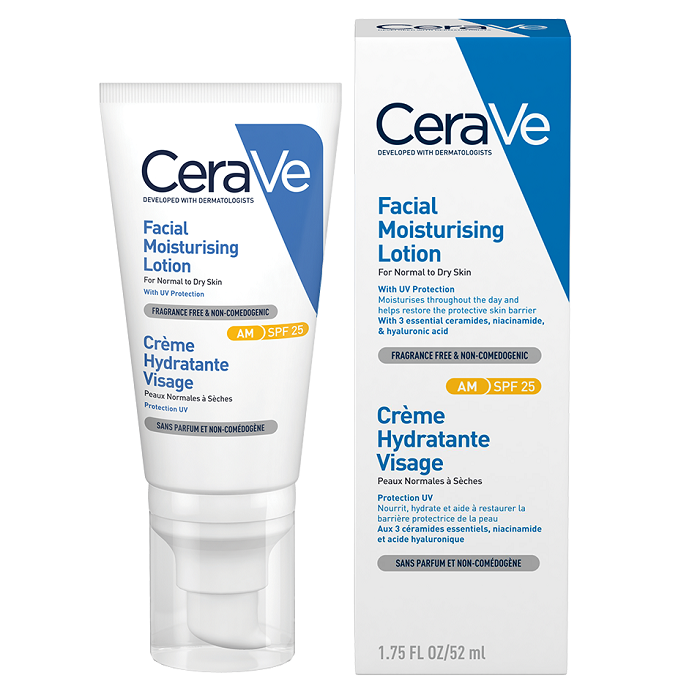 CeraVe
DEVELOPED WITH DERMATOLOGISTS
Facial
Moisturising
Lotion
For Normal to Dry Skin
With UV Protection
FRAGRANCE FREE & NON-COMEDOGENIC
AM SPF 25
Crème
Hydratante
Visage
Peaux Normales à Sèches
Protection UV
SANS PARFUM ET NON-COMÉDOGÈNE
CeraVe
DEVELOPED WITH DERMATOLOGISTS
Facial
Moisturising
Lotion
For Normal to Dry Skin
With UV Protection
Moisturises throughout the day and
helps restore the protective skin barrier
With 3 essential ceramides, niacinamide,
& hyaluronic acid
FRAGRANCE FREE & NON-COMEDOGENIC
AM SPF 25
Crème
Hydratante
Visage
Peaux Normales à Sèches
Protection UV
Nourrit, hydrate et aide à restaurer la
barrière protectrice de la peau
Aux 3 céramides essentiels, niacinamide
et acide hyaluronique
SANS PARFUM ET NON-COMÉDOGÈNE
1.75 FL OZ/52 ml